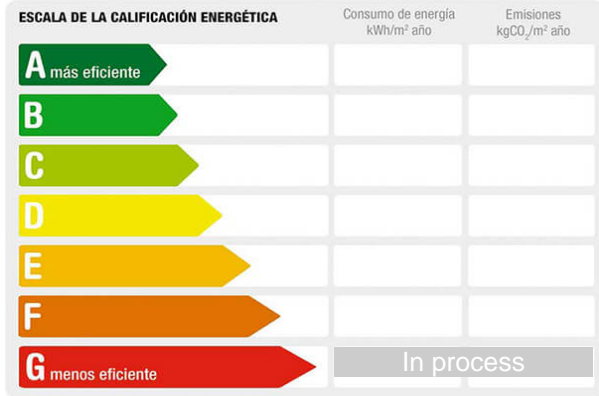 ESCALA DE LA CALIFICACIÓN ENERGÉTICA
Consumo de energía
kWh/m² año
Emisiones
kgCO₂/m² año
A más eficiente
B
C
D
E
F
G menos eficiente
In process